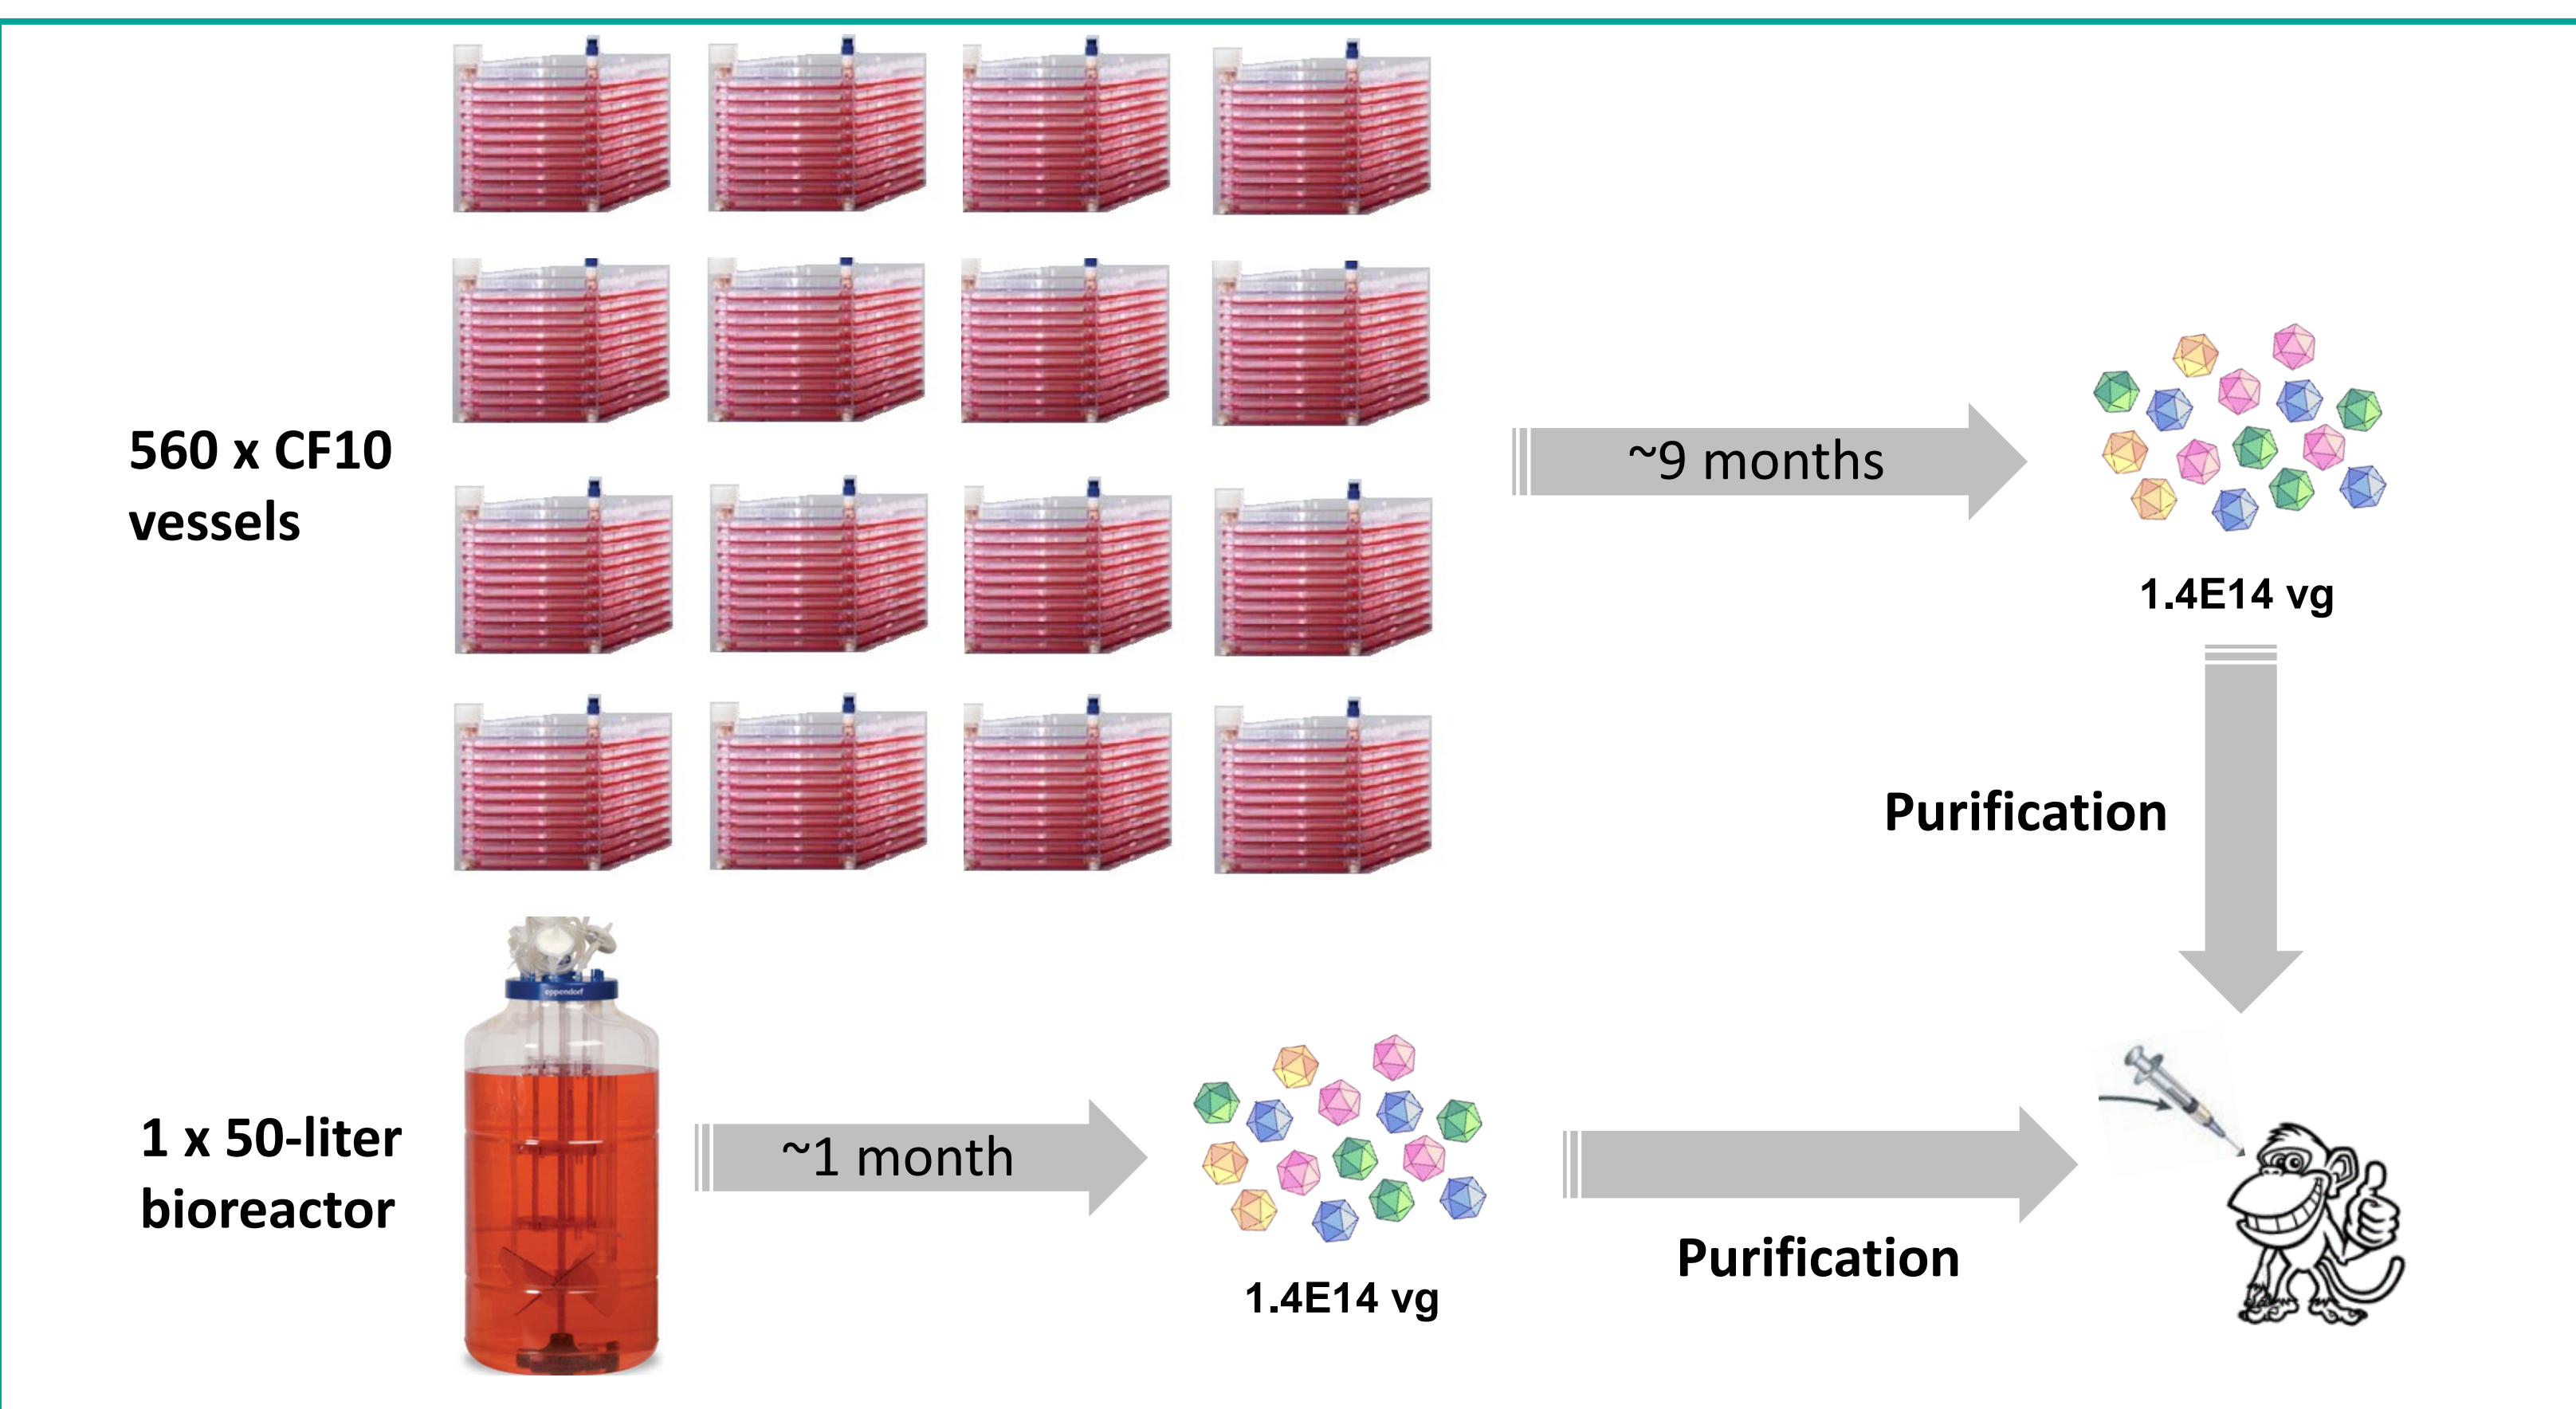 560 x CF10
vessels
~9 months
1.4E14 vg
Purification
eppendorf
1 x 50-liter
bioreactor
~1 month
1.4E14 vg
Purification